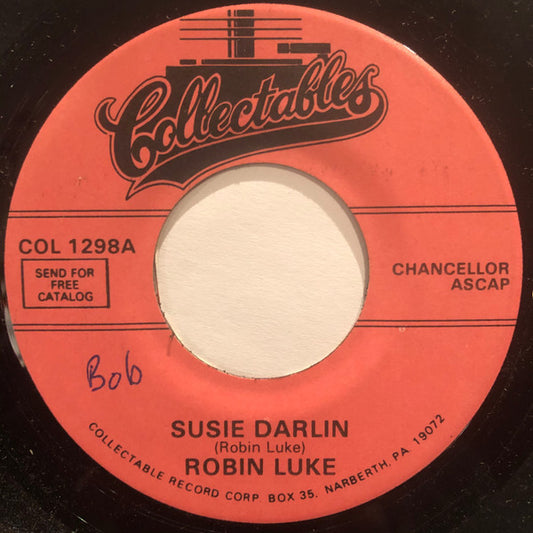 Collectables
COL 1298A
SEND FOR
FREE
CATALOG
CHANCELLOR
ASCAP
Bob
SUSIE DARLIN
(Robin Luke)
ROBIN LUKE
COLLECTABLE RECORD CORP. BOX 35, NARBERTH, PA 19072